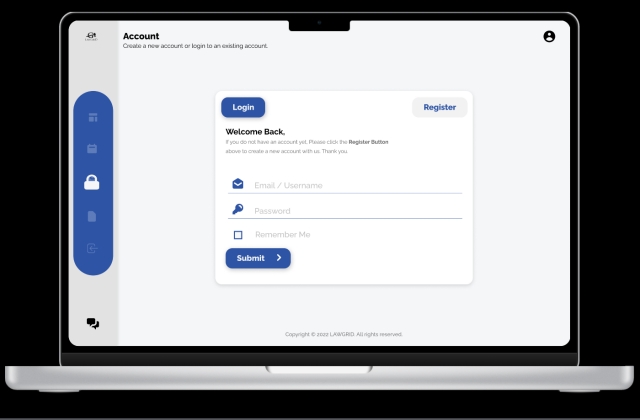 Account
Create a new account or login to an existing account.
Login
Register
Welcome Back,
If you do not have an account yet, Please click the Register Button
above to create a new account with us. Thank you.
Email / Username
Password
Remember Me
Submit
Copyright © 2022 LAWGRID. All rights reserved.